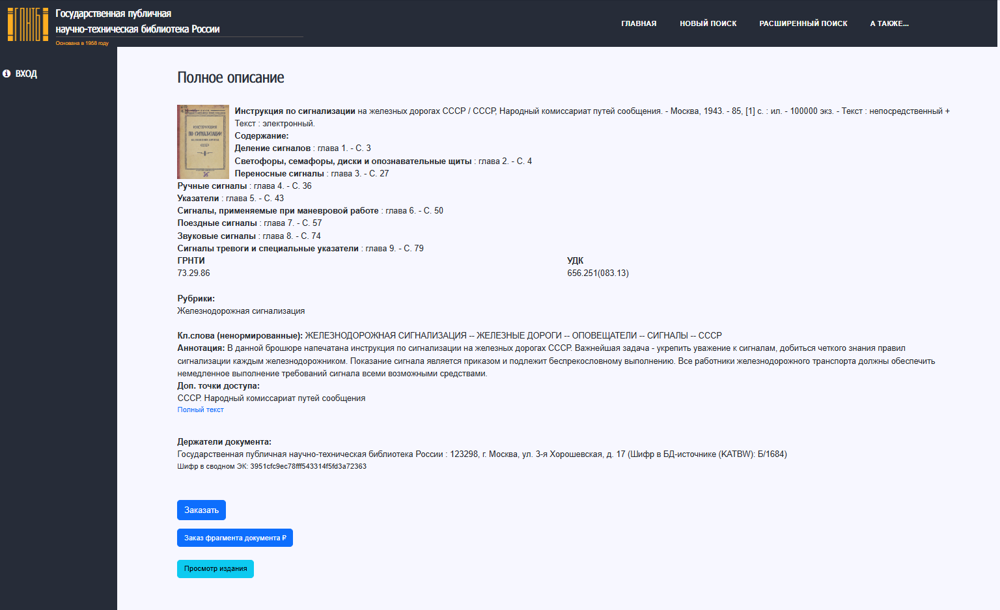 Государственная публичная
научно-техническая библиотека России
Основана в 1958 году
ГЛАВНАЯ
НОВЫЙ ПОИСК
РАСШИРЕННЫЙ ПОИСК
А ТАКЖЕ...
ВХОД
Полное описание
ИНСТРУКЦИЯ
ПО СИГНАЛИЗАЦИИ
СССР
Инструкция по сигнализации на железных дорогах СССР / СССР, Народный комиссариат путей сообщения. - Москва, 1943. - 85, [1] с. : ил. - 100000 экз. - Текст : непосредственный +
Текст : электронный.
Содержание:
Деление сигналов : глава 1. - С. 3
Светофоры, семафоры, диски и опознавательные щиты : глава 2. - С. 4
Переносные сигналы : глава 3. - С. 27
Ручные сигналы : глава 4. - С. 36
Указатели : глава 5. - С. 43
Сигналы, применяемые при маневровой работе : глава 6. - С. 50
Поездные сигналы : глава 7. - С. 57
Звуковые сигналы : глава 8. - С. 74
Сигналы тревоги и специальные указатели : глава 9. - С. 79
ГРНТИ
73.29.86
УДК
656.251(083.13)
Рубрики:
Железнодорожная сигнализация
Кл.слова (ненормированные): ЖЕЛЕЗНОДОРОЖНАЯ СИГНАЛИЗАЦИЯ -- ЖЕЛЕЗНЫЕ ДОРОГИ -- ОПОВЕЩАТЕЛИ -- СИГНАЛЫ -- СССР
Аннотация: В данной брошюре напечатана инструкция по сигнализации на железных дорогах СССР. Важнейшая задача - укрепить уважение к сигналам, добиться четкого знания правил
сигнализации каждым железнодорожником. Показание сигнала является приказом и подлежит беспрекословному выполнению. Все работники железнодорожного транспорта должны обеспечить
немедленное выполнение требований сигнала всеми возможными средствами.
Доп. точки доступа:
СССР. Народный комиссариат путей сообщения
Полный текст
Держатели документа:
Государственная публичная научно-техническая библиотека России : 123298, г. Москва, ул. 3-я Хорошевская, д. 17 (Шифр в БД-источнике (KATBW): Б/1684)
Шифр в сводном ЭК: 3951cfc9ec78fff543314f5fd3a72363
Заказать
Заказ фрагмента документа ₽
Просмотр издания